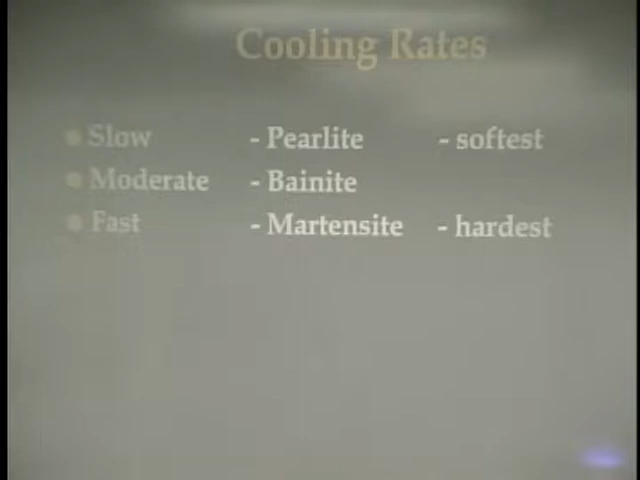 Cooling Rates
Slow - Pearlite - softest
Moderate - Bainite
Fast - Martensite - hardest